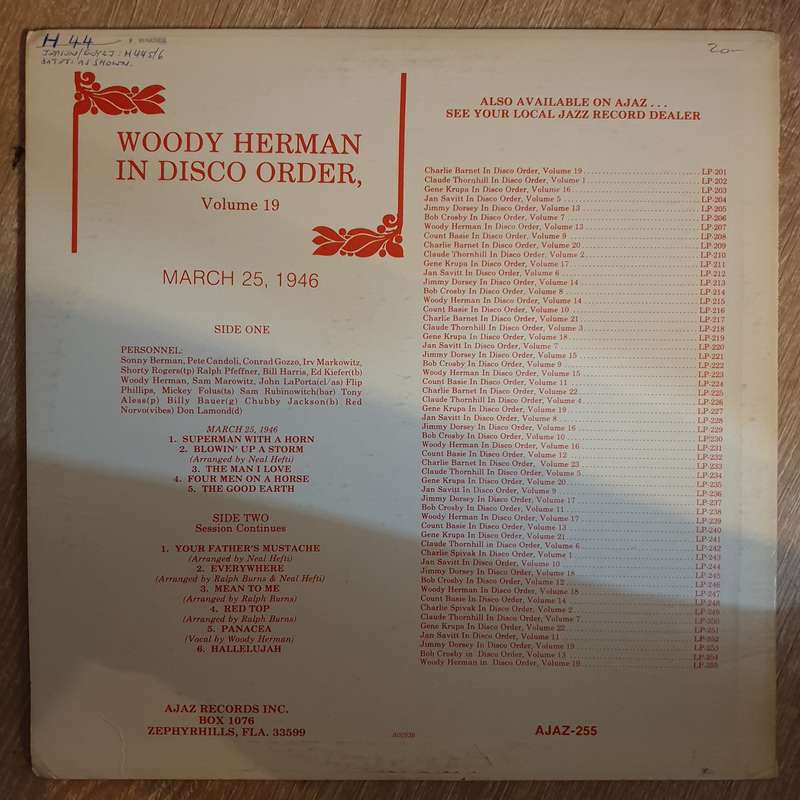 H 44
WOODY HERMAN
IN DISCO ORDER,
Volume 19
MARCH 25, 1946
SIDE ONE
PERSONNEL:
Sonny Berman, Pete Candoli, Conrad Gozzo, Irv Markowitz,
Shorty Rogers(tp) Ralph Pfeffner, Bill Harris, Ed Kiefer(tb)
Woody Herman, Sam Marowitz, John LaPorta(cl/as) Flip
Phillips, Mickey Folus(ts) Sam Rubinowitch(bar) Tony
Aless(p) Billy Bauer(g) Chubby Jackson(b) Red
Norvo(vibes) Don Lamond(d)
MARCH 25, 1946
1. SUPERMAN WITH A HORN
2. BLOWIN' UP A STORM
(Arranged by Neal Hefti)
3. THE MAN I LOVE
4. FOUR MEN ON A HORSE
5. THE GOOD EARTH
SIDE TWO
Session Continues
1. YOUR FATHER'S MUSTACHE
(Arranged by Neal Hefti)
2. EVERYWHERE
(Arranged by Ralph Burns & Neal Hefti)
3. MEAN TO ME
(Arranged by Ralph Burns)
4. RED TOP
(Arranged by Ralph Burns)
5. PANACEA
(Vocal by Woody Herman)
6. HALLELUJAH
AJAZ RECORDS INC.
BOX 1076
ZEPHYRHILLS, FLA. 33599
20-
ALSO AVAILABLE ON AJAZ . . .
SEE YOUR LOCAL JAZZ RECORD DEALER
Charlie Barnet In Disco Order, Volume 19 LP-201
Claude Thornhill In Disco Order, Volume 1 LP-202
Gene Krupa In Disco Order, Volume 16 LP-203
Jan Savitt In Disco Order, Volume 5 LP-204
Jimmy Dorsey In Disco Order, Volume 13 LP-205
Bob Crosby In Disco Order, Volume 7 LP-206
Woody Herman In Disco Order, Volume 13 LP-207
Count Basie In Disco Order, Volume 9 LP-208
Charlie Barnet In Disco Order, Volume 20 LP-209
Claude Thornhill In Disco Order, Volume 2 LP-210
Gene Krupa In Disco Order, Volume 17 LP-211
Jan Savitt In Disco Order, Volume 6 LP-212
Jimmy Dorsey In Disco Order, Volume 14 LP-213
Bob Crosby In Disco Order, Volume 8 LP-214
Woody Herman In Disco Order, Volume 14 LP-215
Count Basie In Disco Order, Volume 10 LP-216
Charlie Barnet In Disco Order, Volume 21 LP-217
Claude Thornhill In Disco Order, Volume 3 LP-218
Gene Krupa In Disco Order, Volume 18 LP-219
Jan Savitt In Disco Order, Volume 7 LP-220
Jimmy Dorsey In Disco Order, Volume 15 LP-221
Bob Crosby In Disco Order, Volume 9 LP-222
Woody Herman In Disco Order, Volume 15 LP-223
Count Basie In Disco Order, Volume 11 LP-224
Charlie Barnet In Disco Order, Volume 22 LP-225
Claude Thornhill In Disco Order, Volume 4 LP-226
Gene Krupa In Disco Order, Volume 19 LP-227
Jan Savitt In Disco Order, Volume 8 LP-228
Jimmy Dorsey In Disco Order, Volume 16 LP-229
Bob Crosby In Disco Order, Volume 10 LP230
Woody Herman In Disco Order, Volume 16 LP-231
Count Basie In Disco Order, Volume 12 LP-232
Charlie Barnet In Disco Order, Volume 23 LP-233
Claude Thornhill In Disco Order, Volume 5 LP-234
Gene Krupa In Disco Order, Volume 20 LP-235
Jan Savitt In Disco Order, Volume 9 LP-236
Jimmy Dorsey In Disco Order, Volume 17 LP-237
Bob Crosby In Disco Order, Volume 11 LP-238
Woody Herman In Disco Order, Volume 17 LP-239
Count Basie In Disco Order, Volume 13 LP-240
Gene Krupa In Disco Order, Volume 21 LP-241
Claude Thornhill in Disco Order, Volume 6 LP-242
Charlie Spivak In Disco Order, Volume 1 LP-243
Jan Savitt In Disco Order, Volume 10 LP-244
Jimmy Dorsey In Disco Order, Volume 18 LP-245
Bob Crosby In Disco Order, Volume 12 LP-246
Woody Herman In Disco Order, Volume 18 LP-247
Count Basie In Disco Order, Volume 14 LP-248
Charlie Spivak In Disco Order, Volume 2 LP-249
Claude Thornhill In Disco Order, Volume 7 LP-250
Gene Krupa In Disco Order, Volume 22 LP-251
Jan Savitt In Disco Order, Volume 11 LP-252
Jimmy Dorsey In Disco Order, Volume 19 LP-253
Bob Crosby in Disco Order, Volume 13 LP-254
Woody Herman in Disco Order, Volume 19 LP-255
AJAZ-255